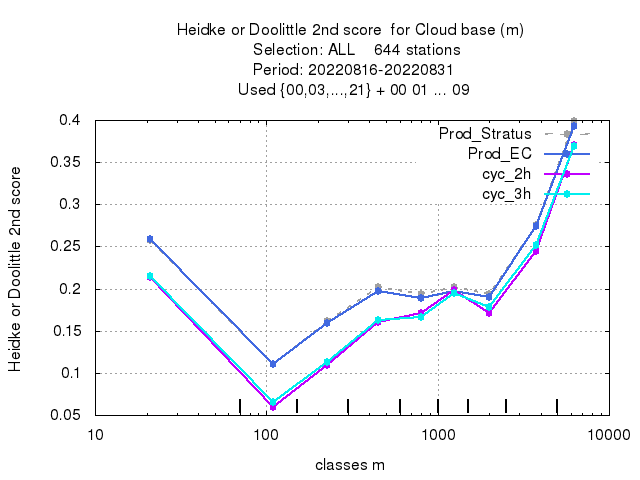 Heidke or Doolittle 2nd score  for Cloud base (m)
Selection: ALL    644 stations
Period: 20220816-20220831
Used {00,03,...,21} + 00 01 ... 09
Heidke or Doolittle 2nd score
0.4
0.35
0.3
0.25
0.2
0.15
0.1
0.05
Prod_Stratus
Prod_EC
cyc_2h
cyc_3h
10 100 1000 10000
classes m